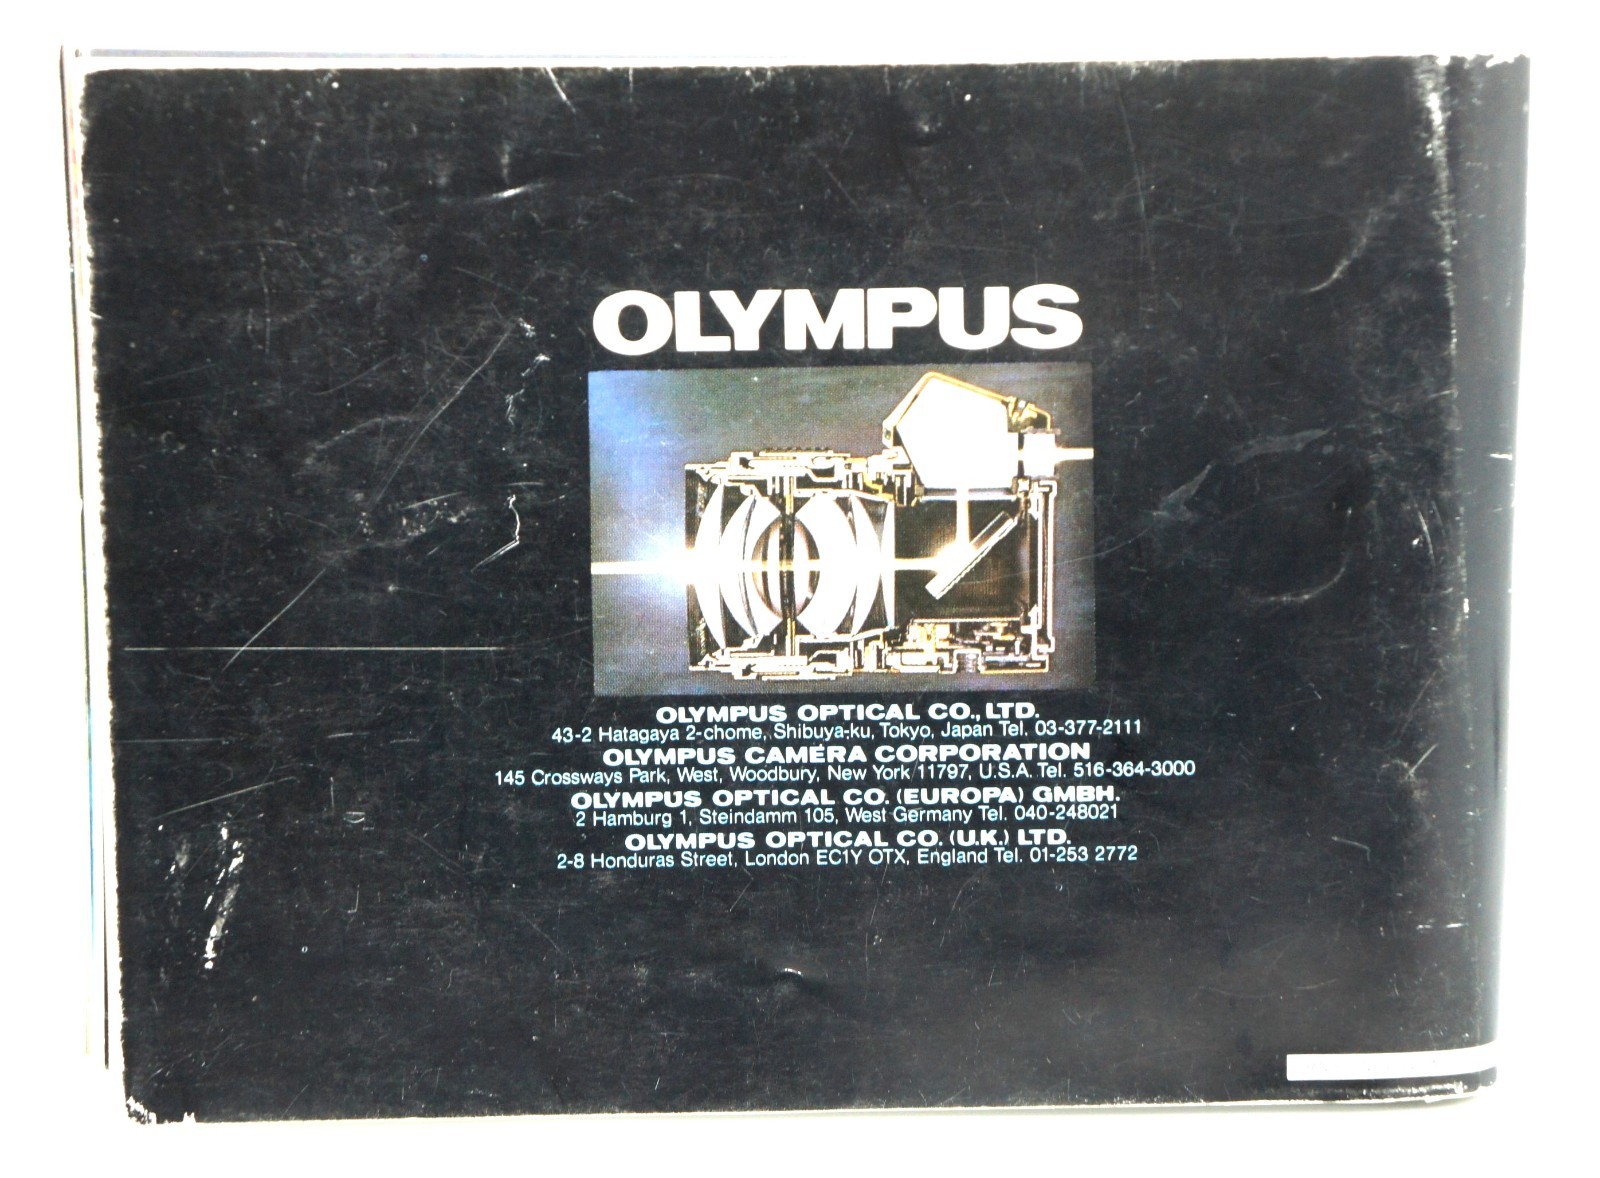 OLYMPUS
OLYMPUS OPTICAL CO., LTD.
43-2 Hatagaya 2-chome, Shibuya-ku, Tokyo, Japan Tel. 03-377-2111
OLYMPUS CAMERA CORPORATION
145 Crossways Park, West, Woodbury, New York 11797, U.S.A. Tel. 516-364-3000
OLYMPUS OPTICAL CO. (EUROPA) GMBH.
2 Hamburg 1, Steindamm 105, West Germany Tel. 040-248021
OLYMPUS OPTICAL CO. (U.K.) LTD.
2-8 Honduras Street, London EC1Y OTX, England Tel. 01-253 2772